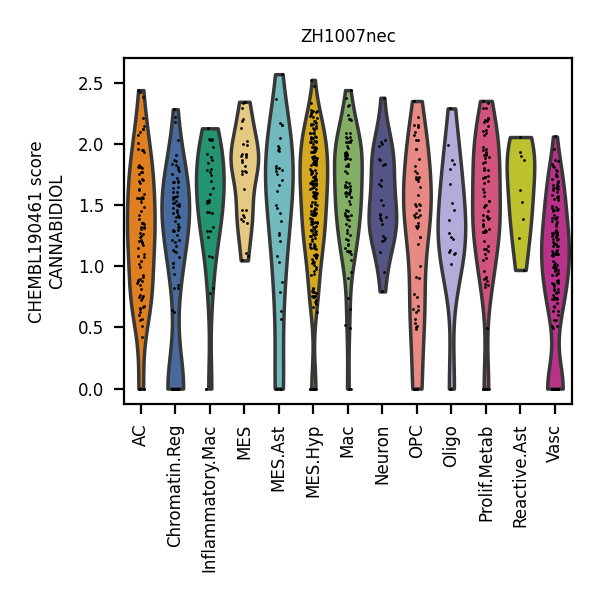 ZH1007nec
CHEMBL190461 score
CANNABIDIOL
2.5
2.0
1.5
1.0
0.5
0.0
AC
Chromatin.Reg
Inflammatory.Mac
MES
MES.Ast
MES.Hyp
Mac
Neuron
OPC
Oligo
Prolif.Metab
Reactive.Ast
Vasc